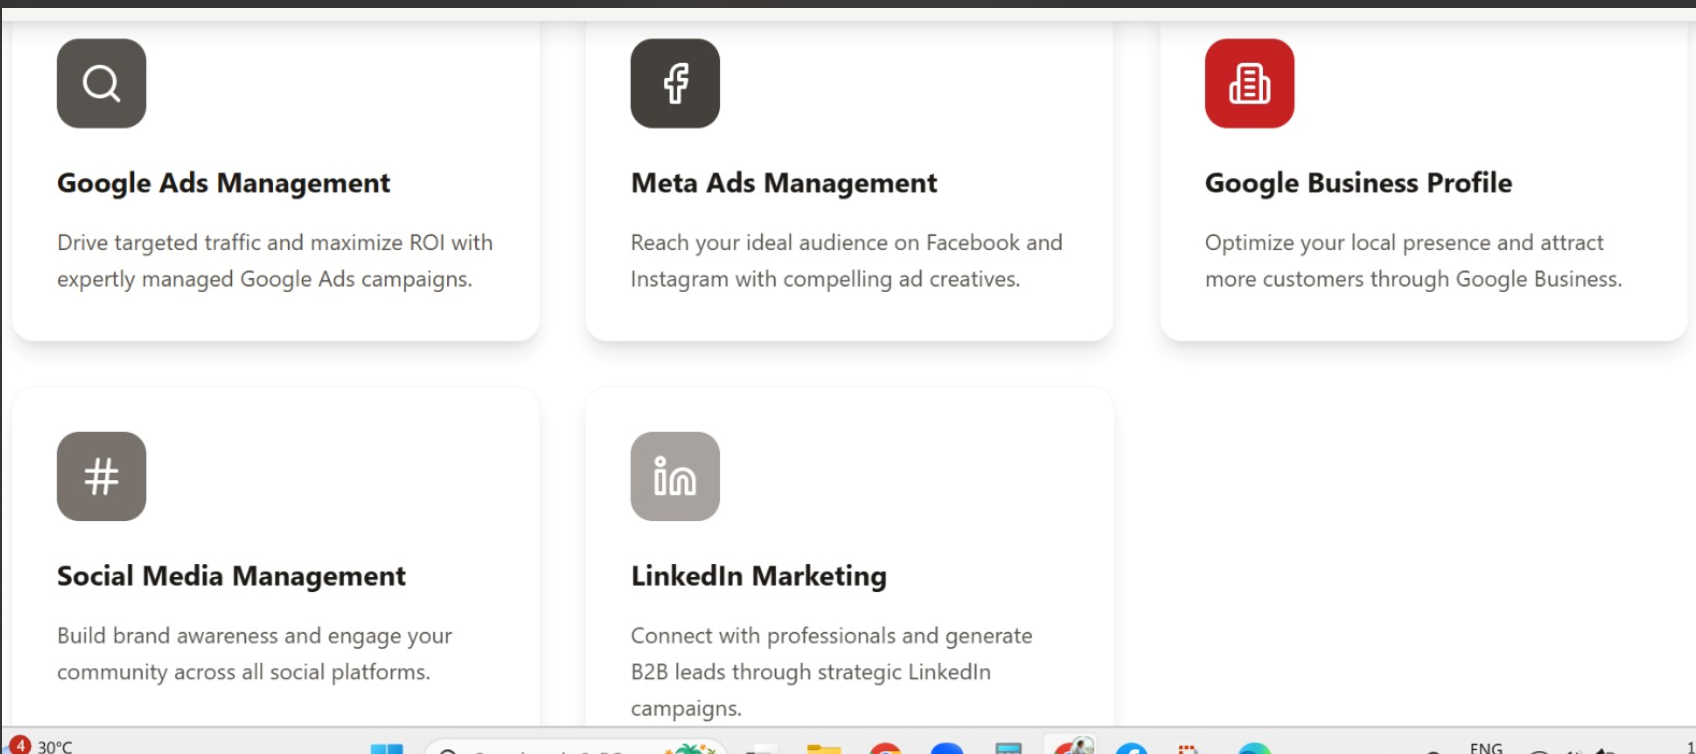 Google Ads Management
Drive targeted traffic and maximize ROI with
expertly managed Google Ads campaigns.
Meta Ads Management
Reach your ideal audience on Facebook and
Instagram with compelling ad creatives.
Google Business Profile
Optimize your local presence and attract
more customers through Google Business.
#
Social Media Management
Build brand awareness and engage your
community across all social platforms.
in
LinkedIn Marketing
Connect with professionals and generate
B2B leads through strategic LinkedIn
campaigns.
4
30°C
ENG